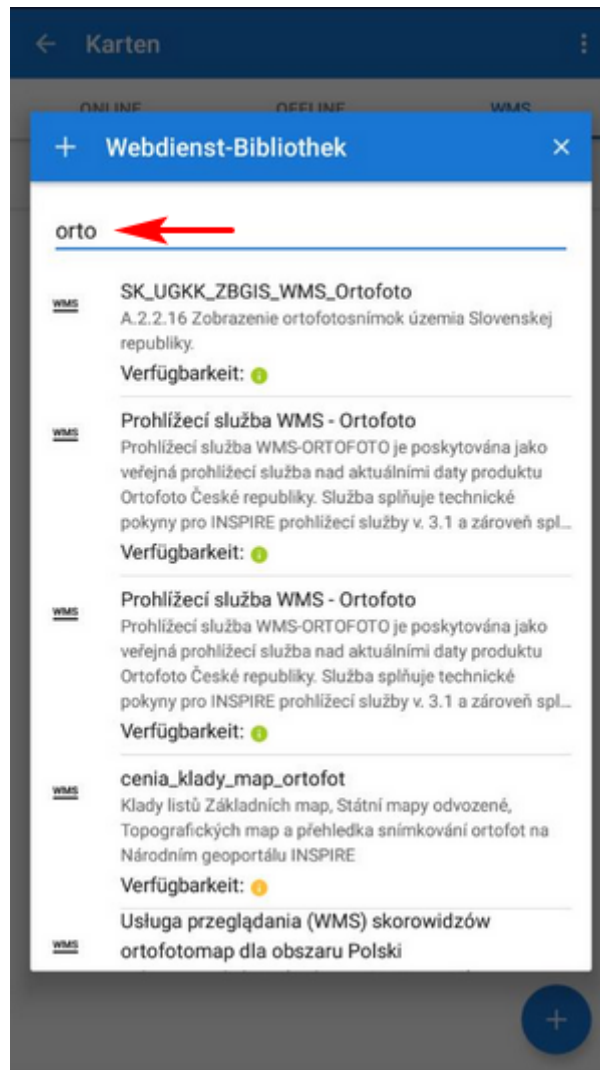 Karten
ONLINE OFFLINE WMS
Webdienst-Bibliothek
orto
WMS
SK_UGKK_ZBGIS_WMS_Ortofoto
A.2.2.16 Zobrazenie ortofotosnímok územia Slovenskej
republiky.
Verfügbarkeit:
WMS
Prohlížecí služba WMS - Ortofoto
Prohlížecí služba WMS-ORTOFOTO je poskytována jako
veřejná prohlížecí služba nad aktuálními daty produktu
Ortofoto České republiky. Služba splňuje technické
pokyny pro INSPIRE prohlížecí služby v. 3.1 a zároveň spl...
Verfügbarkeit:
WMS
Prohlížecí služba WMS - Ortofoto
Prohlížecí služba WMS-ORTOFOTO je poskytována jako
veřejná prohlížecí služba nad aktuálními daty produktu
Ortofoto České republiky. Služba splňuje technické
pokyny pro INSPIRE prohlížecí služby v. 3.1 a zároveň spl...
Verfügbarkeit:
WMS
cenia_klady_map_ortofot
Klady listů Základních map, Státní mapy odvozené,
Topografických map a přehledka snímkování ortofot na
Národním geoportálu INSPIRE
Verfügbarkeit:
WMS
Usługa przeglądania (WMS) skorowidzów
ortofotomap dla obszaru Polski